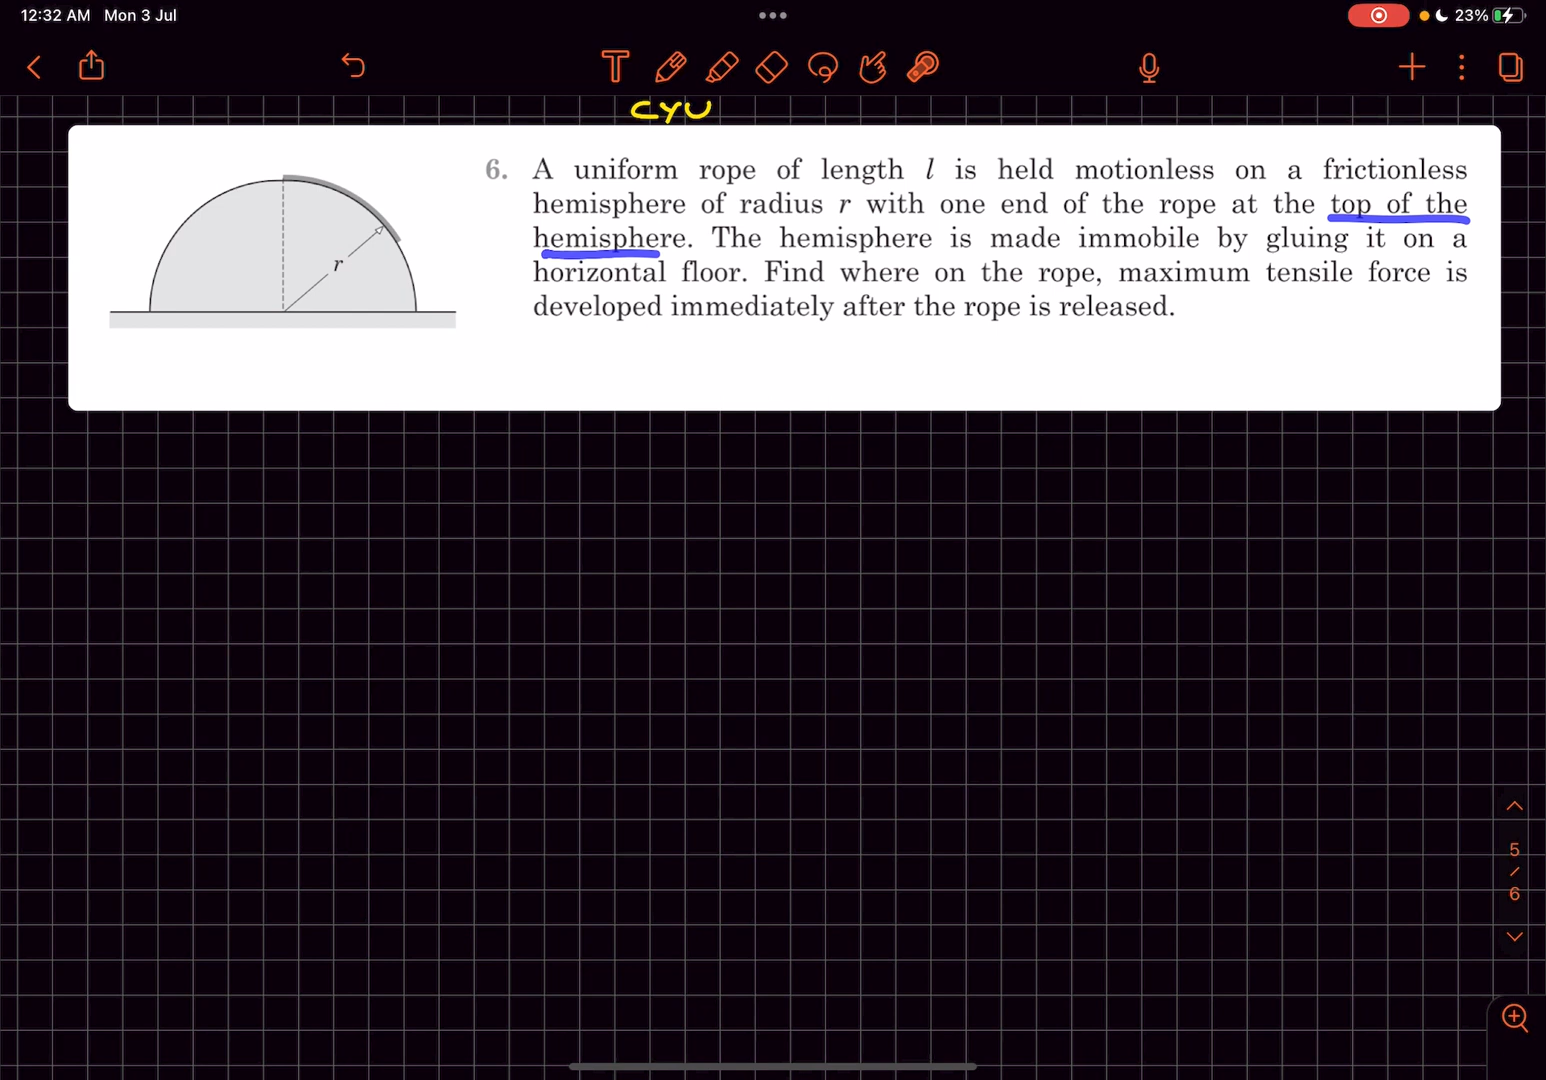 12:32 AM Mon 3 Jul
23%
CYU
6. A uniform rope of length l is held motionless on a frictionless
hemisphere of radius r with one end of the rope at the top of the
hemisphere. The hemisphere is made immobile by gluing it on a
horizontal floor. Find where on the rope, maximum tensile force is
developed immediately after the rope is released.
r
5
/
6